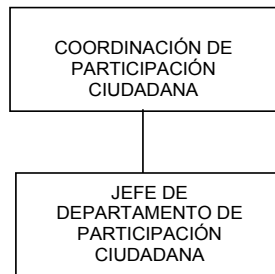 COORDINACIÓN DE
PARTICIPACIÓN
CIUDADANA
JEFE DE
DEPARTAMENTO DE
PARTICIPACIÓN
CIUDADANA